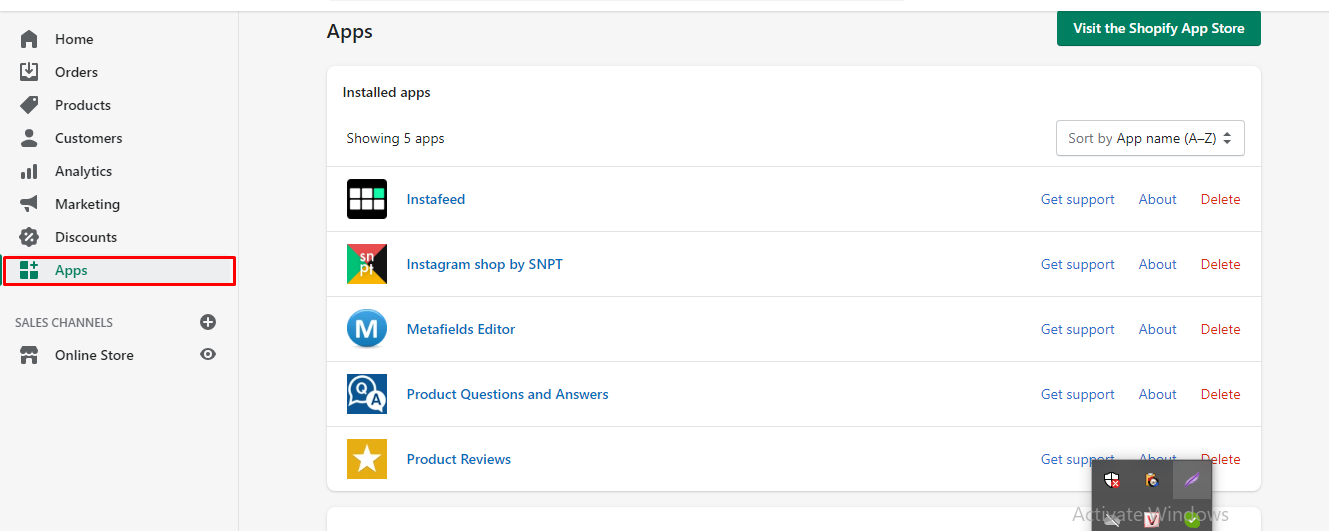 Home
Orders
Products
Customers
Analytics
Marketing
Discounts
Apps
SALES CHANNELS
Online Store
Apps
Visit the Shopify App Store
Installed apps
Showing 5 apps
Sort by App name (A–Z)
Instafeed Get support About Delete
sn
pt
Instagram shop by SNPT Get support About Delete
M
Metafields Editor Get support About Delete
Q
A
Product Questions and Answers Get support About Delete
Product Reviews Get support About Delete
V
Activate Windows